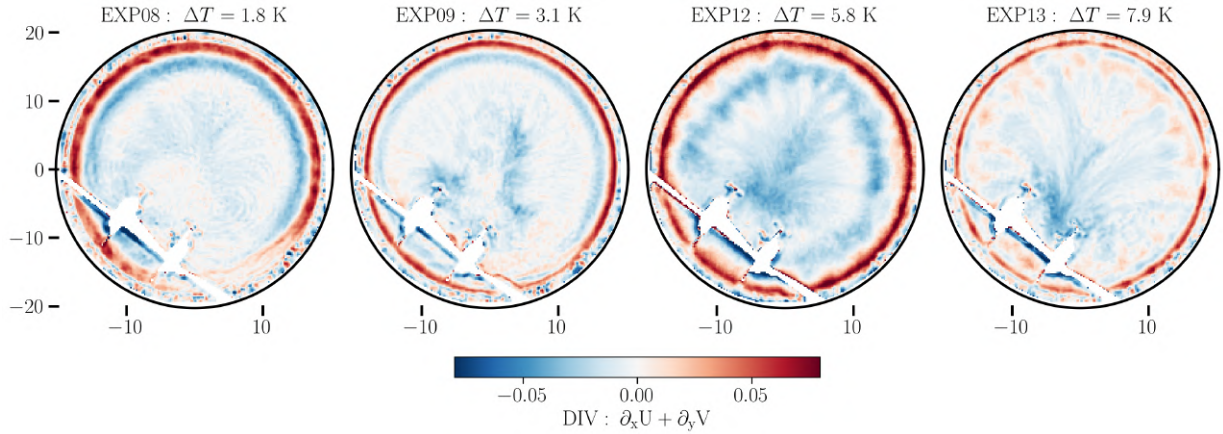 EXP08 : ΔT = 1.8 K EXP09 : ΔT = 3.1 K EXP12 : ΔT = 5.8 K EXP13 : ΔT = 7.9 K
20
10
0
−10
−20
−10 10 −10 10 −10 10 −10 10
−0.05 0.00 0.05
DIV : ∂xU + ∂yV